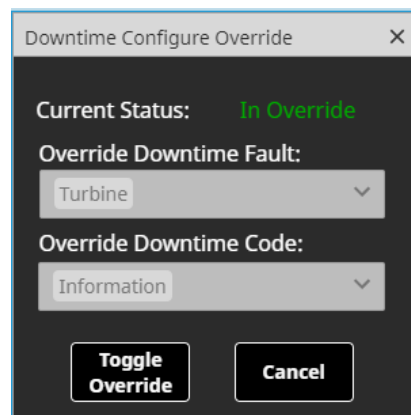 Downtime Configure Override
Current Status: In Override
Override Downtime Fault:
Turbine
Override Downtime Code:
Information
Toggle
Override
Cancel